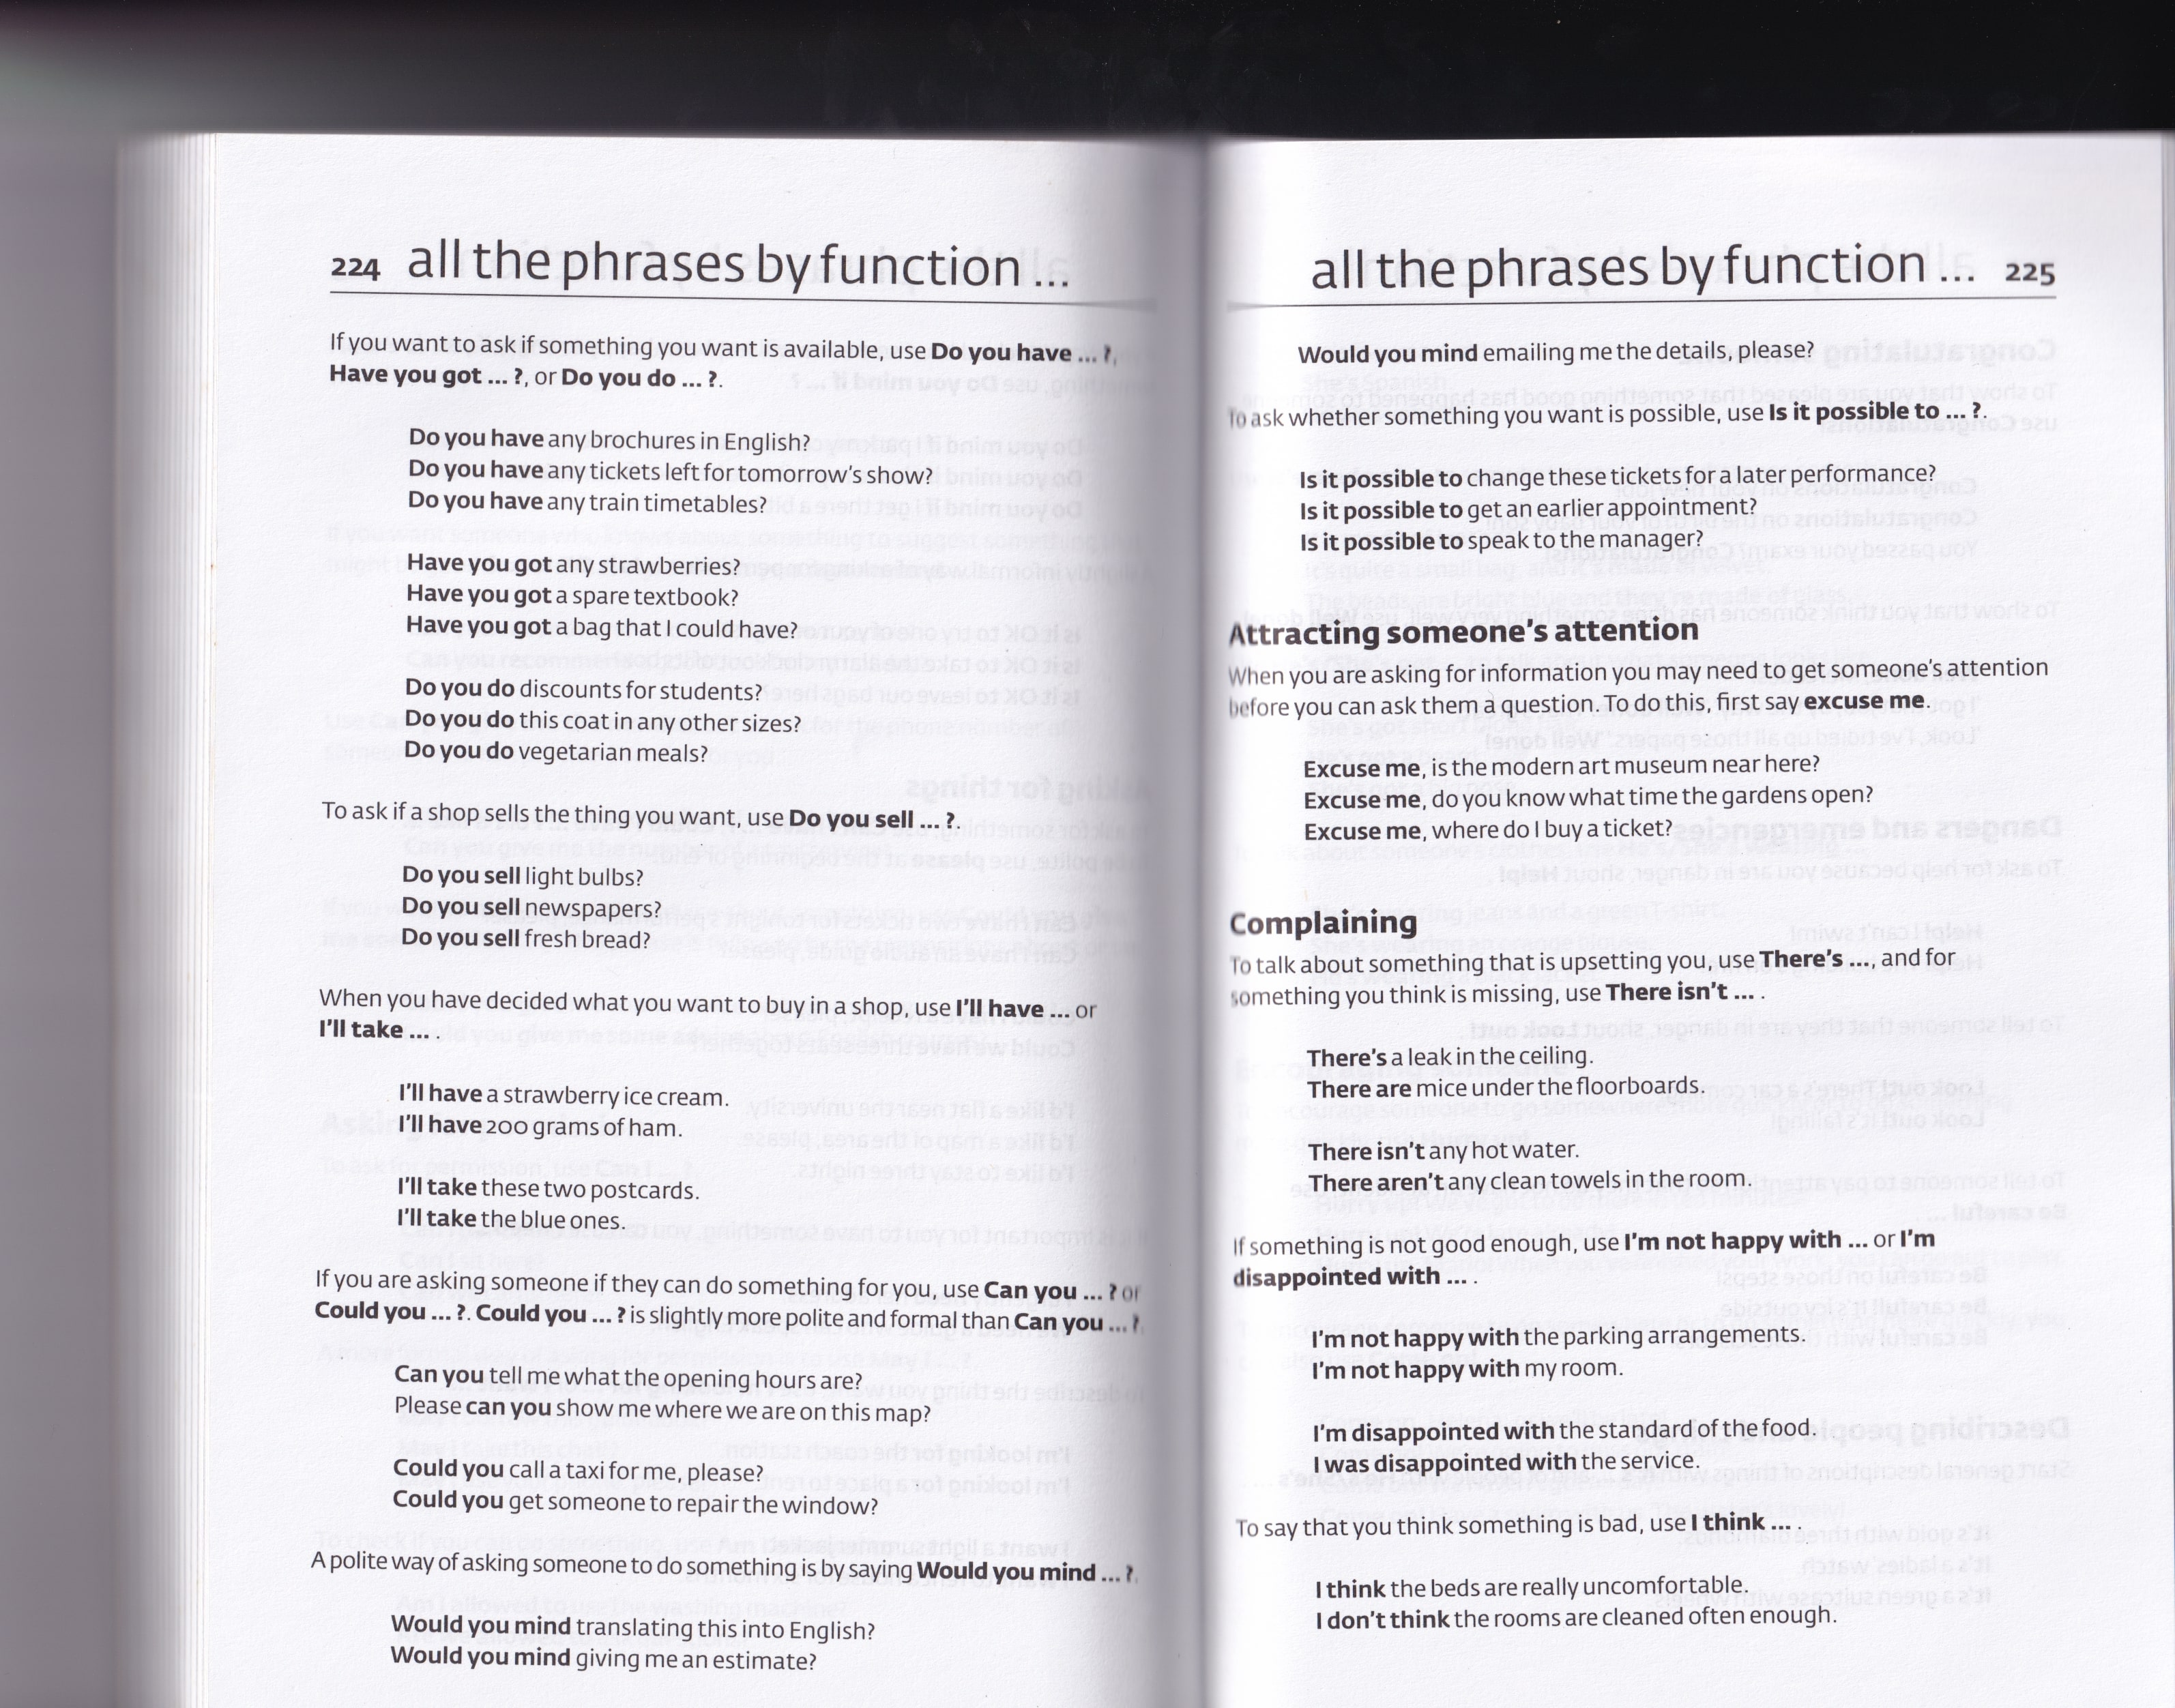 224 all the phrases by function ...
If you want to ask if something you want is available, use Do you have ... ?,
Have you got ... ?, or Do you do ... ?.
Do you have any brochures in English?
Do you have any tickets left for tomorrow's show?
Do you have any train timetables?
Have you got any strawberries?
Have you got a spare textbook?
Have you got a bag that I could have?
Do you do discounts for students?
Do you do this coat in any other sizes?
Do you do vegetarian meals?
To ask if a shop sells the thing you want, use Do you sell ... ?.
Do you sell light bulbs?
Do you sell newspapers?
Do you sell fresh bread?
When you have decided what you want to buy in a shop, use I'll have ... or
I'll take ... .
I'll have a strawberry ice cream.
I'll have 200 grams of ham.
I'll take these two postcards.
I'll take the blue ones.
If you are asking someone if they can do something for you, use Can you ... ? or
Could you ... ?. Could you ... ? is slightly more polite and formal than Can you ... ?.
Can you tell me what the opening hours are?
Please can you show me where we are on this map?
Could you call a taxi for me, please?
Could you get someone to repair the window?
A polite way of asking someone to do something is by saying Would you mind ... ?.
Would you mind translating this into English?
Would you mind giving me an estimate?
all the phrases by function ... 225
Would you mind emailing me the details, please?
To ask whether something you want is possible, use Is it possible to ... ?.
Is it possible to change these tickets for a later performance?
Is it possible to get an earlier appointment?
Is it possible to speak to the manager?
Attracting someone's attention
When you are asking for information you may need to get someone's attention
before you can ask them a question. To do this, first say excuse me.
Excuse me, is the modern art museum near here?
Excuse me, do you know what time the gardens open?
Excuse me, where do I buy a ticket?
Complaining
To talk about something that is upsetting you, use There's ... , and for
something you think is missing, use There isn't ... .
There's a leak in the ceiling.
There are mice under the floorboards.
There isn't any hot water.
There aren't any clean towels in the room.
If something is not good enough, use I'm not happy with ... or I'm
disappointed with ... .
I'm not happy with the parking arrangements.
I'm not happy with my room.
I'm disappointed with the standard of the food.
I was disappointed with the service.
To say that you think something is bad, use I think ... .
I think the beds are really uncomfortable.
I don't think the rooms are cleaned often enough.